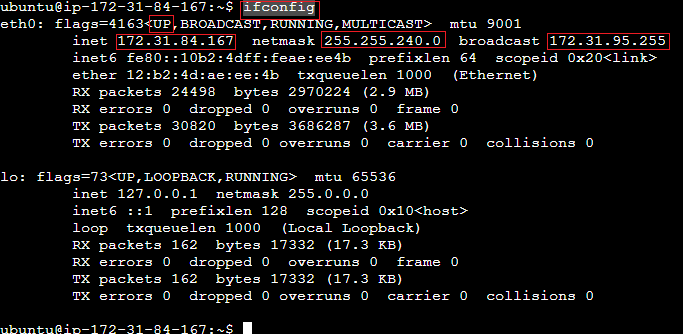 ubuntu@ip-172-31-84-167:~$ ifconfig
eth0: flags=4163<UP,BROADCAST,RUNNING,MULTICAST>  mtu 9001
        inet 172.31.84.167  netmask 255.255.240.0  broadcast 172.31.95.255
        inet6 fe80::10b2:4dff:feae:ee4b  prefixlen 64  scopeid 0x20<link>
        ether 12:b2:4d:ae:ee:4b  txqueuelen 1000  (Ethernet)
        RX packets 24498  bytes 2970224 (2.9 MB)
        RX errors 0  dropped 0  overruns 0  frame 0
        TX packets 30820  bytes 3686287 (3.6 MB)
        TX errors 0  dropped 0 overruns 0  carrier 0  collisions 0

lo: flags=73<UP,LOOPBACK,RUNNING>  mtu 65536
        inet 127.0.0.1  netmask 255.0.0.0
        inet6 ::1  prefixlen 128  scopeid 0x10<host>
        loop  txqueuelen 1000  (Local Loopback)
        RX packets 162  bytes 17332 (17.3 KB)
        RX errors 0  dropped 0  overruns 0  frame 0
        TX packets 162  bytes 17332 (17.3 KB)
        TX errors 0  dropped 0 overruns 0  carrier 0  collisions 0

ubuntu@ip-172-31-84-167:~$